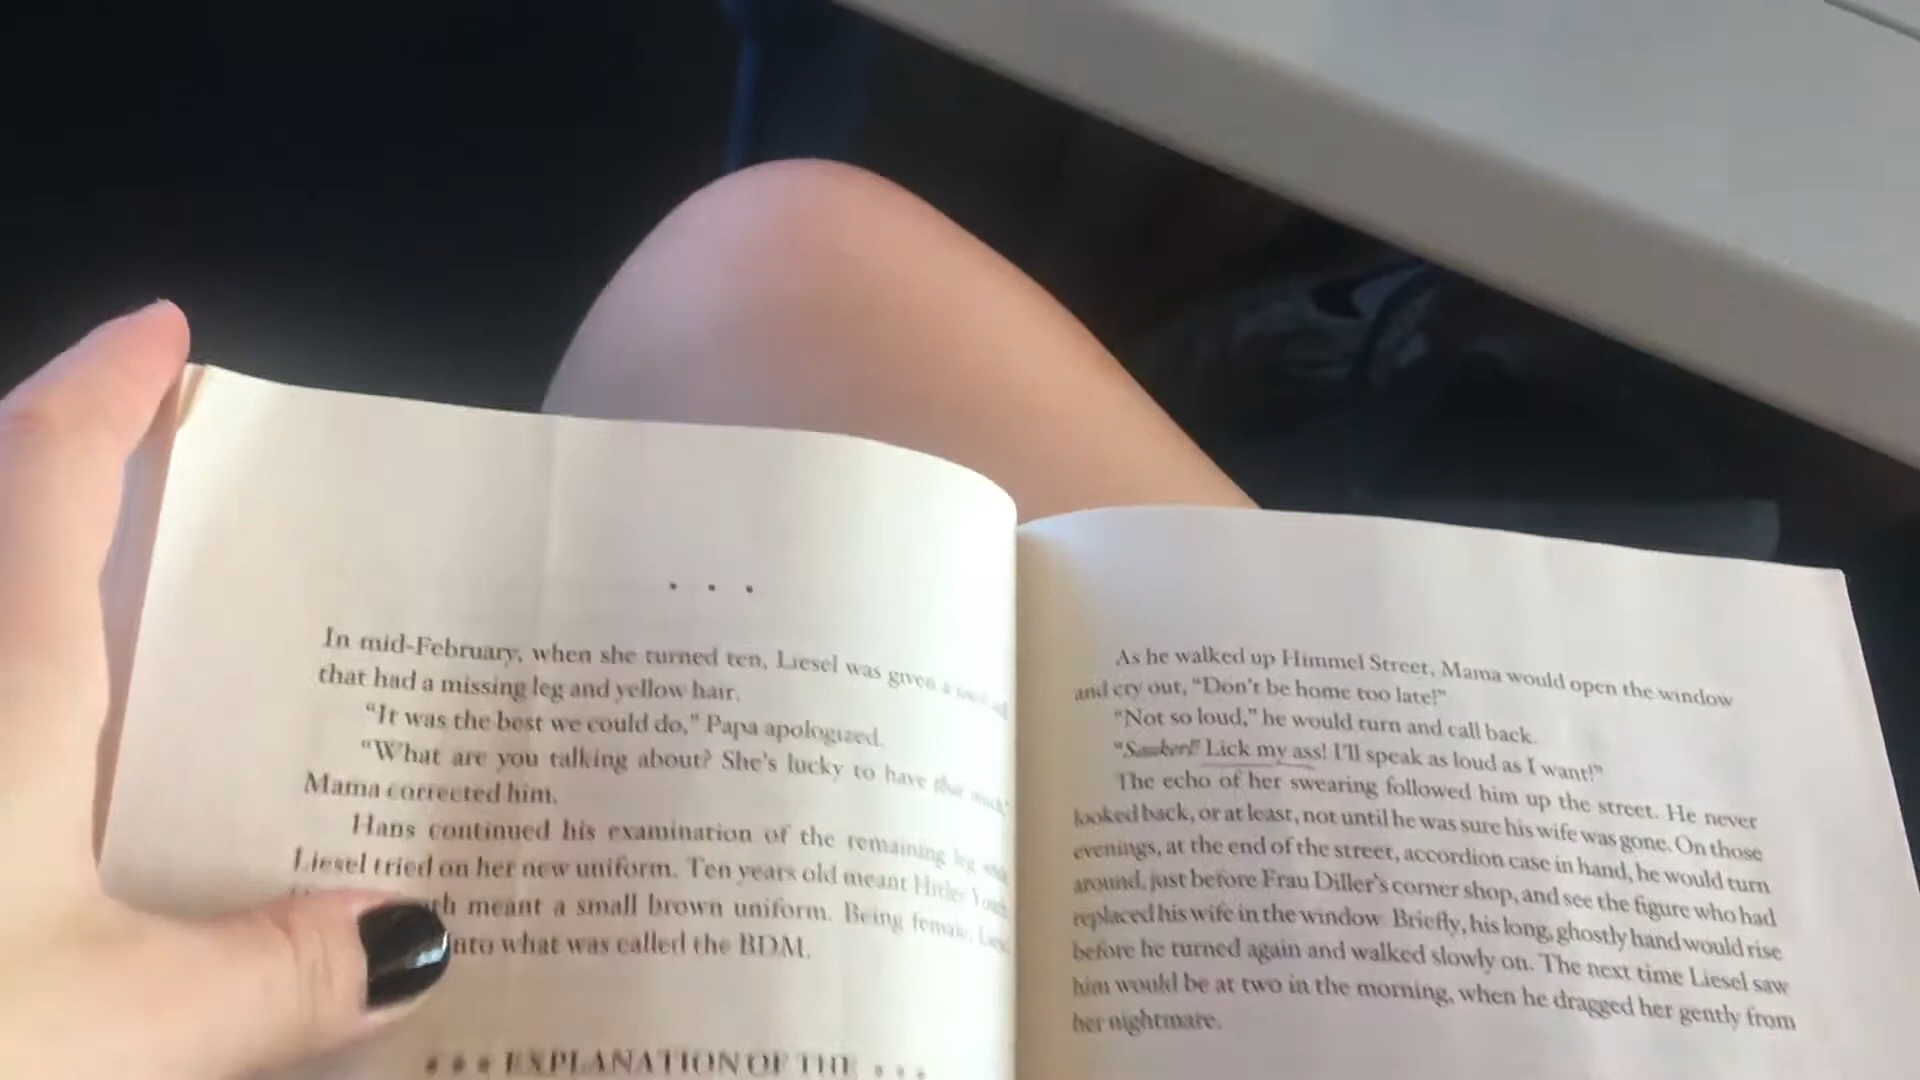 • • •
In mid-February, when she turned ten, Liesel was given a used
that had a missing leg and yellow hair.
“It was the best we could do,” Papa apologized.
“What are you talking about? She’s lucky to have that much,”
Mama corrected him.
Hans continued his examination of the remaining leg while
Liesel tried on her new uniform. Ten years old meant Hitler Youth.
meant a small brown uniform. Being female,
into what was called the BDM.
• • • EXPLANATION OF THE • • •
As he walked up Himmel Street, Mama would open the window
and cry out, “Don’t be home too late!”
“Not so loud,” he would turn and call back.
“Saukerl! Lick my ass! I’ll speak as loud as I want!”
The echo of her swearing followed him up the street. He never
looked back, or at least, not until he was sure his wife was gone. On those
evenings, at the end of the street, accordion case in hand, he would turn
around, just before Frau Diller’s corner shop, and see the figure who had
replaced his wife in the window. Briefly, his long, ghostly hand would rise
before he turned again and walked slowly on. The next time Liesel saw
him would be at two in the morning, when he dragged her gently from
her nightmare.